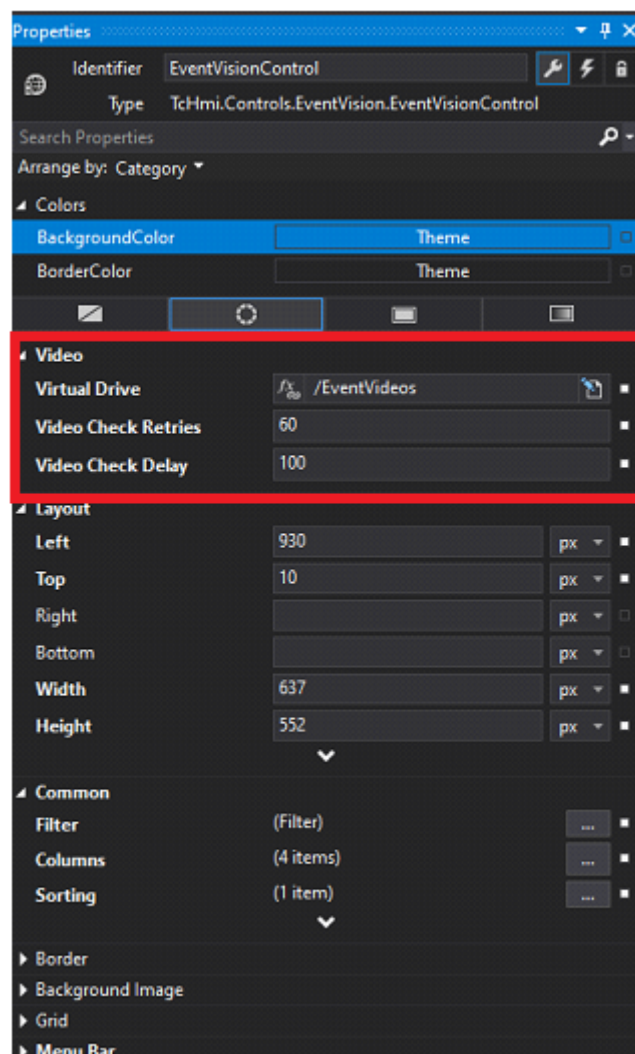 Properties
Identifier EventVisionControl
Type TcHmi.Controls.EventVision.EventVisionControl
Search Properties
Arrange by: Category
Colors
BackgroundColor Theme
BorderColor Theme
Video
Virtual Drive fx /EventVideos
Video Check Retries 60
Video Check Delay 100
Layout
Left 930 px
Top 10 px
Right px
Bottom px
Width 637 px
Height 552 px
Common
Filter (Filter) ...
Columns (4 items) ...
Sorting (1 item) ...
Border
Background Image
Grid
Menu Bar